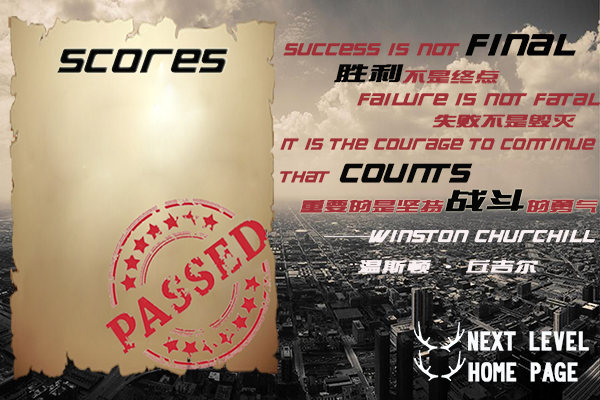 SCORES
PASSED
SUCCESS IS NOT FINAL
胜利不是终点
FAILURE IS NOT FATAL
失败不是毁灭
IT IS THE COURAGE TO CONTINUE
THAT COUNTS
重要的是坚持战斗的勇气
——WINSTON CHURCHILL
温斯顿·丘吉尔
NEXT LEVEL
HOME PAGE